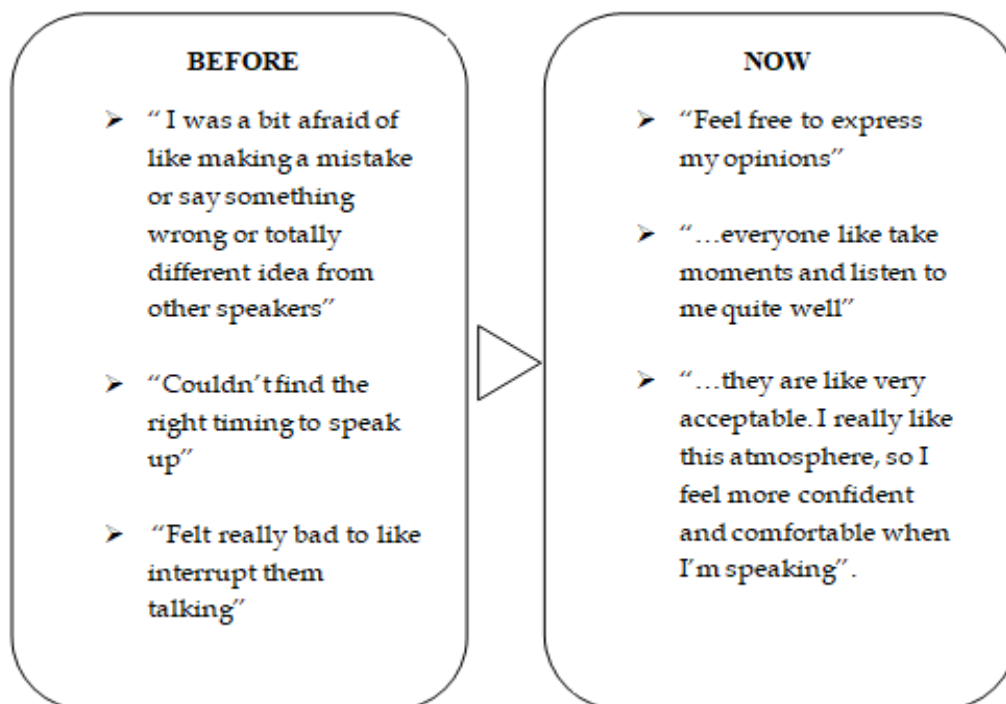 BEFORE
➢ “ I was a bit afraid of
like making a mistake
or say something
wrong or totally
different idea from
other speakers”
➢ “Couldn’t find the
right timing to speak
up”
➢ “Felt really bad to like
interrupt them
talking”
NOW
➢ “Feel free to express
my opinions”
➢ “…everyone like take
moments and listen to
me quite well”
➢ “…they are like very
acceptable. I really like
this atmosphere, so I
feel more confident
and comfortable when
I’m speaking”.